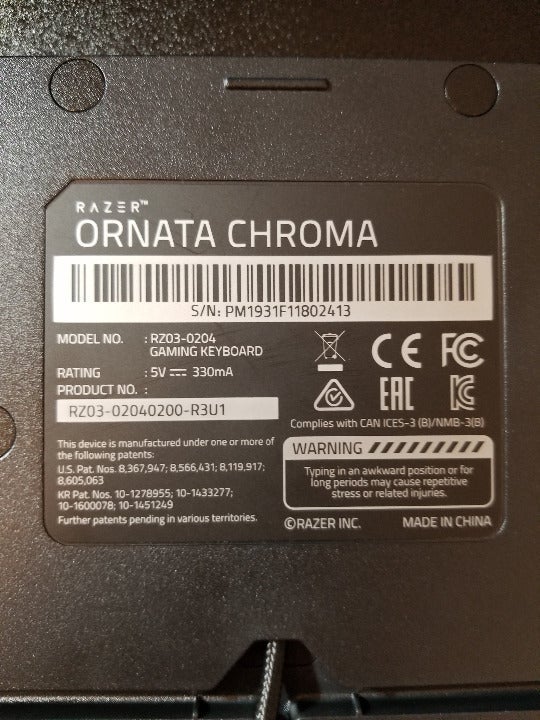 RAZER™
ORNATA CHROMA
S/N: PM1931F11802413
MODEL NO. : RZ03-0204
GAMING KEYBOARD
RATING : 5V ⎓ 330mA
PRODUCT NO. :
RZ03-02040200-R3U1
This device is manufactured under one or more of
the following patents:
U.S. Pat. Nos. 8,367,947; 8,566,431; 8,119,917;
8,605,063
KR Pat. Nos. 10-1278955; 10-1433277;
10-1600078; 10-1451249
Further patents pending in various territories.
CE FC
EAC
Complies with CAN ICES-3 (B)/NMB-3(B)
WARNING
Typing in an awkward position or for
long periods may cause repetitive
stress or related injuries.
©RAZER INC. MADE IN CHINA